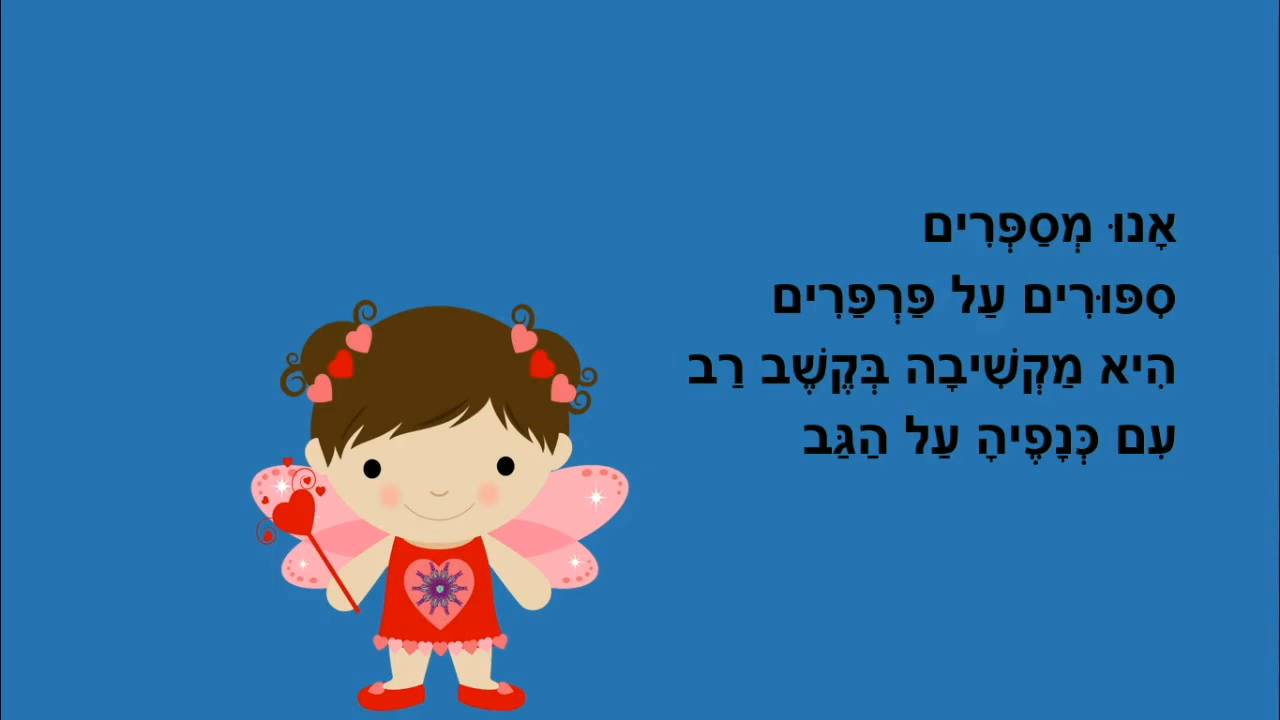 אָנוּ מְסַפְּרִים
סִפּוּרִים עַל פַּרְפַּרִים
הִיא מַקְשִׁיבָה בְּקֶשֶׁב רַב
עִם כְּנָפֶיהָ עַל הַגַּב